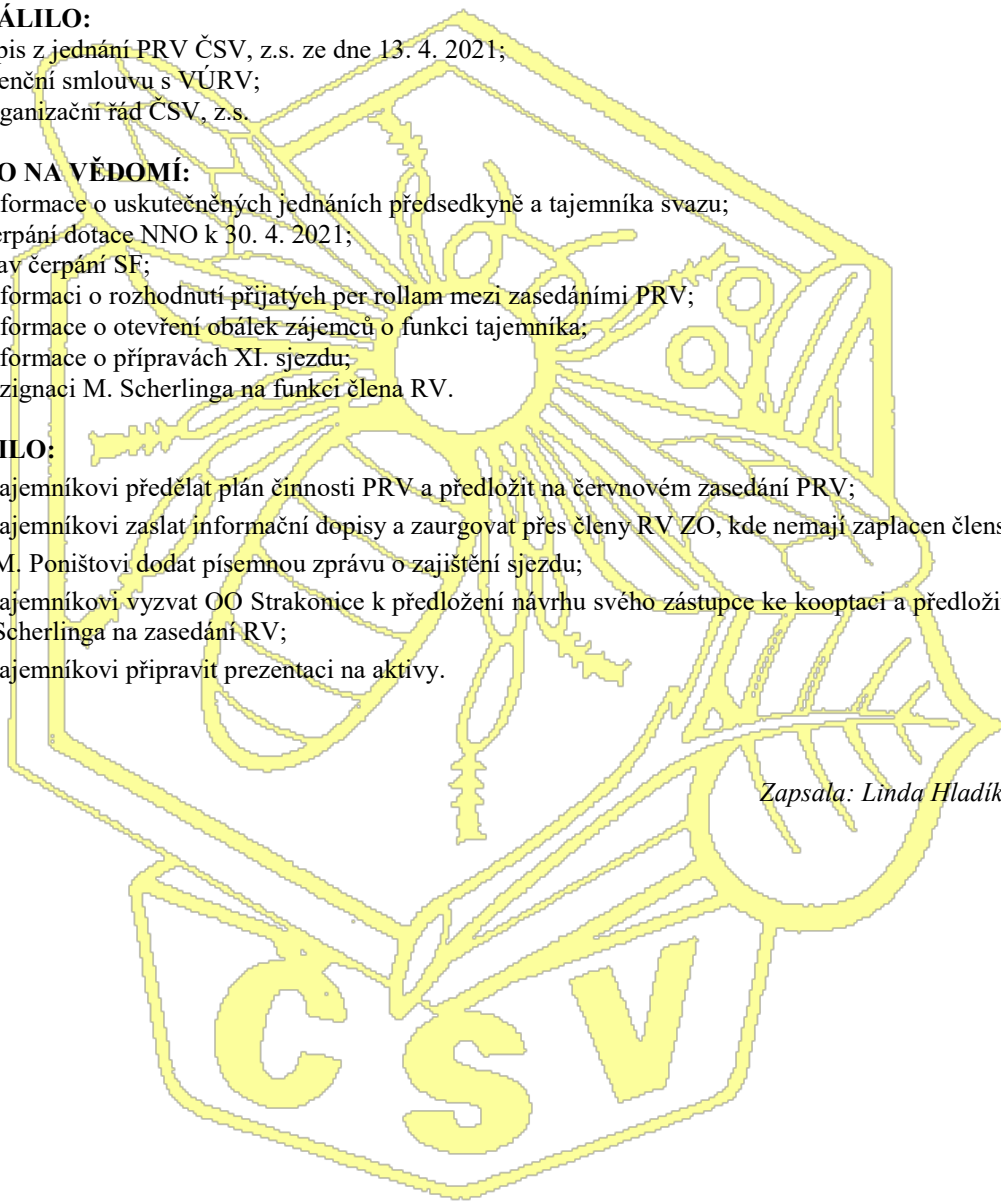 ÁLILO:
pis z jednání PRV ČSV, z.s. ze dne 13. 4. 2021;
enční smlouvu s VÚRV;
ganizační řád ČSV, z.s.
O NA VĚDOMÍ:
formace o uskutečněných jednáních předsedkyně a tajemníka svazu;
erpání dotace NNO k 30. 4. 2021;
av čerpání SF;
formaci o rozhodnutí přijatých per rollam mezi zasedáními PRV;
formace o otevření obálek zájemců o funkci tajemníka;
formace o přípravách XI. sjezdu;
zignaci M. Scherlinga na funkci člena RV.
ILO:
ajemníkovi předělat plán činnosti PRV a předložit na červnovém zasedání PRV;
ajemníkovi zaslat informační dopisy a zaurgovat přes členy RV ZO, kde nemají zaplacen člens
M. Poništovi dodat písemnou zprávu o zajištění sjezdu;
ajemníkovi vyzvat OO Strakonice k předložení návrhu svého zástupce ke kooptaci a předloži
Scherlinga na zasedání RV;
ajemníkovi připravit prezentaci na aktivy.
Zapsala: Linda Hladík
ČSV